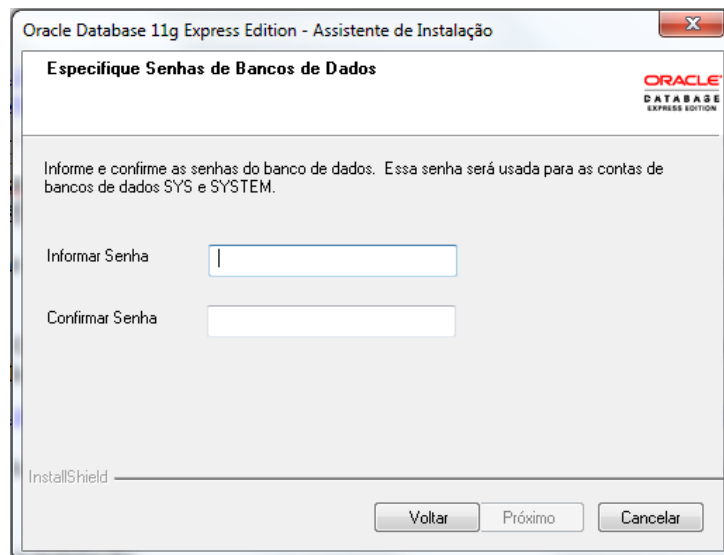 Oracle Database 11g Express Edition - Assistente de Instalação
Especifique Senhas de Bancos de Dados
ORACLE
DATABASE
EXPRESS EDITION
Informe e confirme as senhas do banco de dados. Essa senha será usada para as contas de
bancos de dados SYS e SYSTEM.
Informar Senha
Confirmar Senha
InstallShield
Voltar Próximo Cancelar